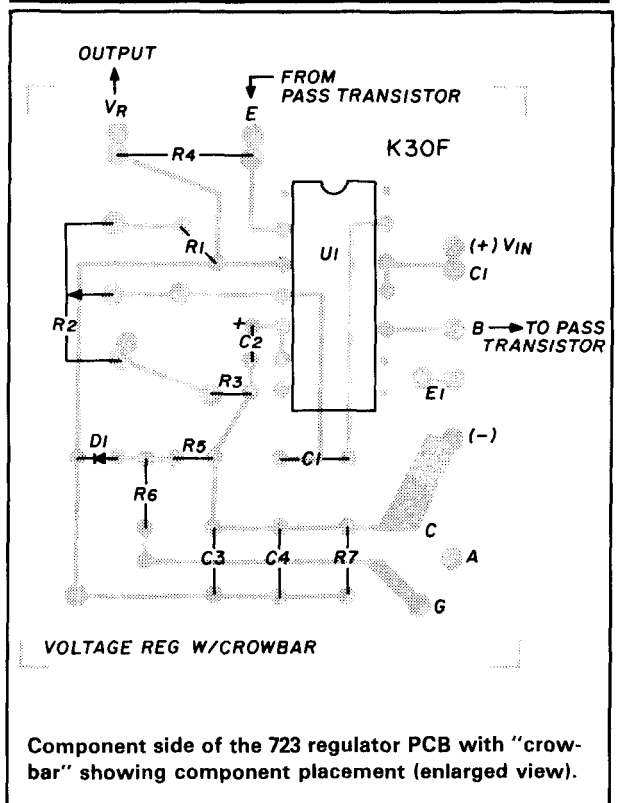 OUTPUT
VR
FROM
PASS TRANSISTOR
E
K30F
R4
R1
U1
(+) VIN
C1
R2
+
C2
B
TO PASS
TRANSISTOR
R3
E1
D1
R5
C1
(-)
R6
C
C3
C4
R7
A
G
VOLTAGE REG W/CROWBAR
Component side of the 723 regulator PCB with "crow-
bar" showing component placement (enlarged view).